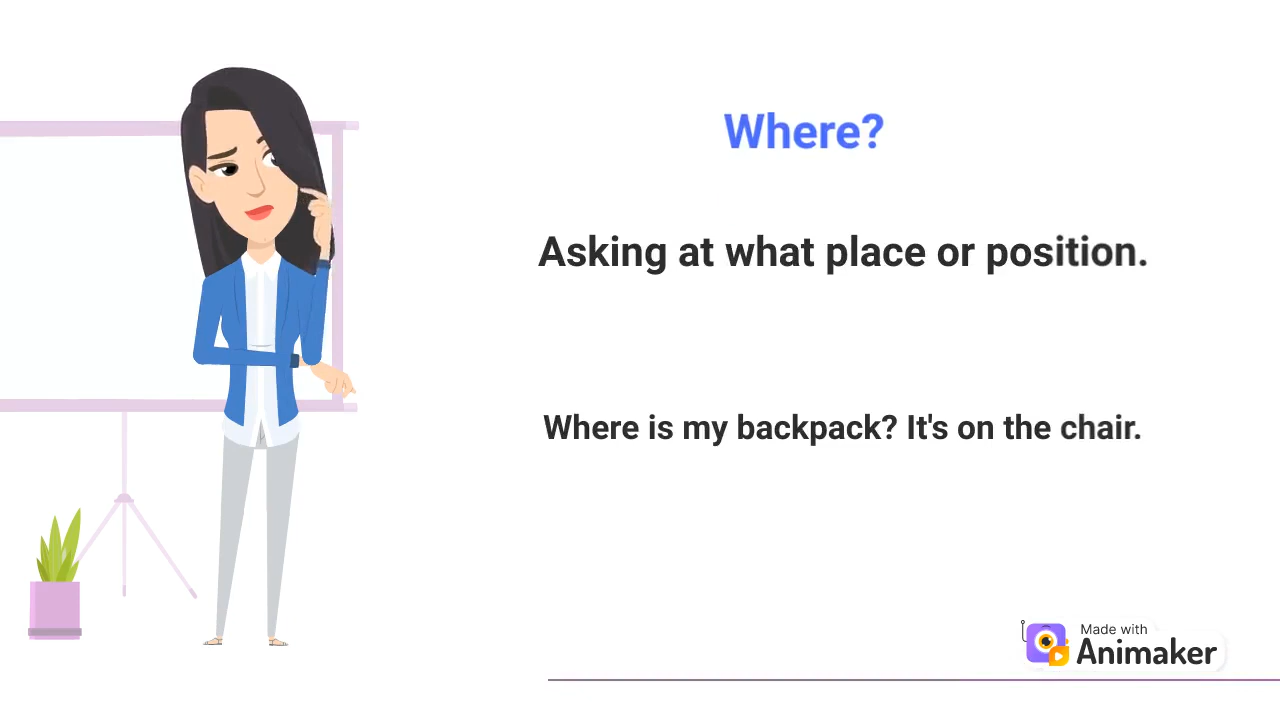 Where?
Asking at what place or position.
Where is my backpack? It's on the chair.
Made with
Animaker